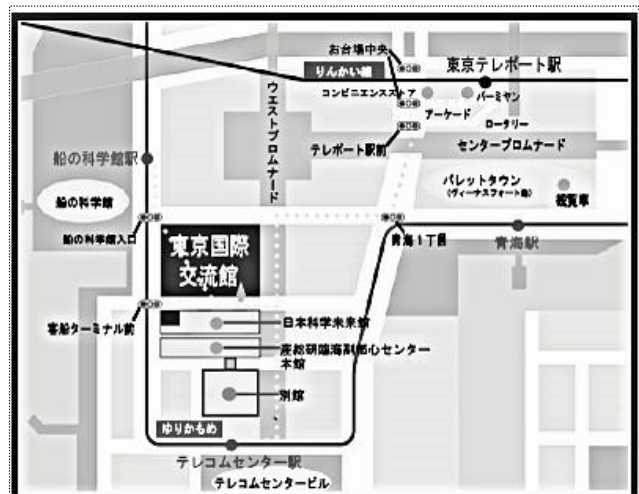 お台場中央
りんかい線
東京テレポート駅
コンビニエンスストア
バーミヤン
アーケード
ロータリー
ウエストプロムナード
テレポート駅前
センタープロムナード
船の科学館駅
パレットタウン
(ヴィーナスフォート側)
観覧車
船の科学館
船の科学館入口
青海1丁目
青海駅
東京国際
交流館
客船ターミナル前
日本科学未来館
産総研臨海副都心センター
本館
別館
ゆりかもめ
テレコムセンター駅
テレコムセンタービル